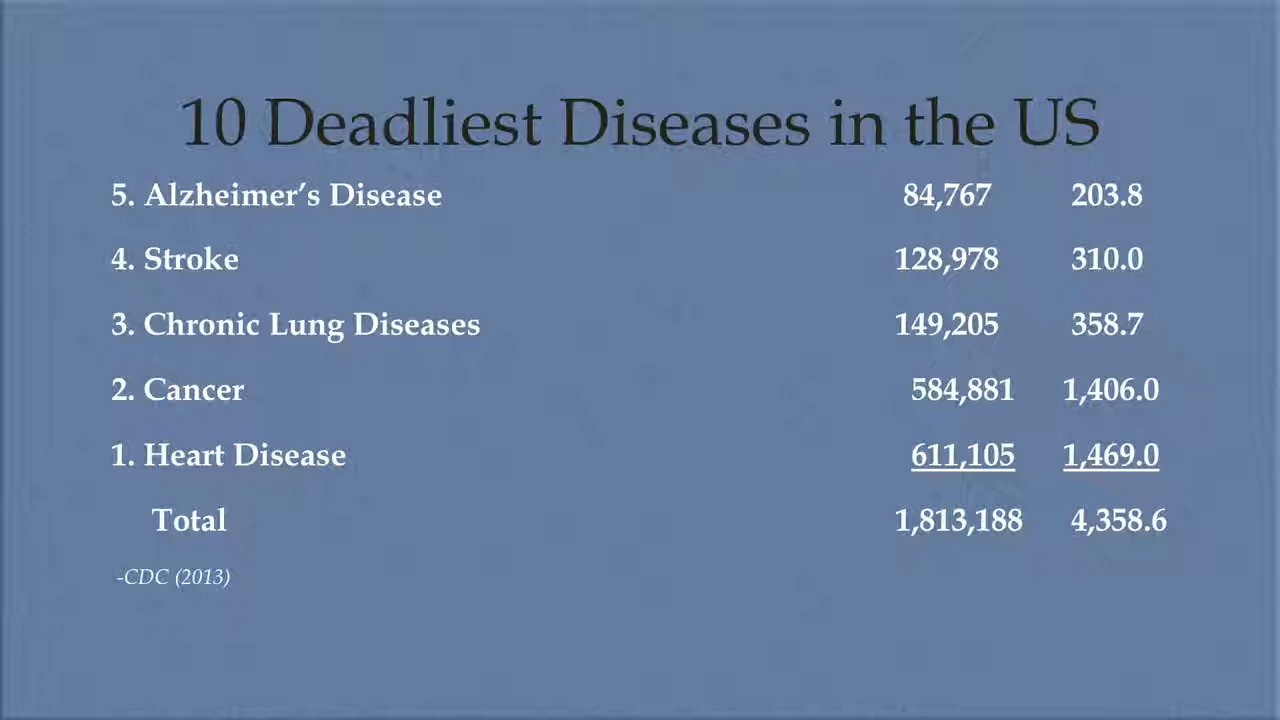 10 Deadliest Diseases in the US
5. Alzheimer’s Disease 84,767 203.8
4. Stroke 128,978 310.0
3. Chronic Lung Diseases 149,205 358.7
2. Cancer 584,881 1,406.0
1. Heart Disease 611,105 1,469.0
Total 1,813,188 4,358.6
-CDC (2013)